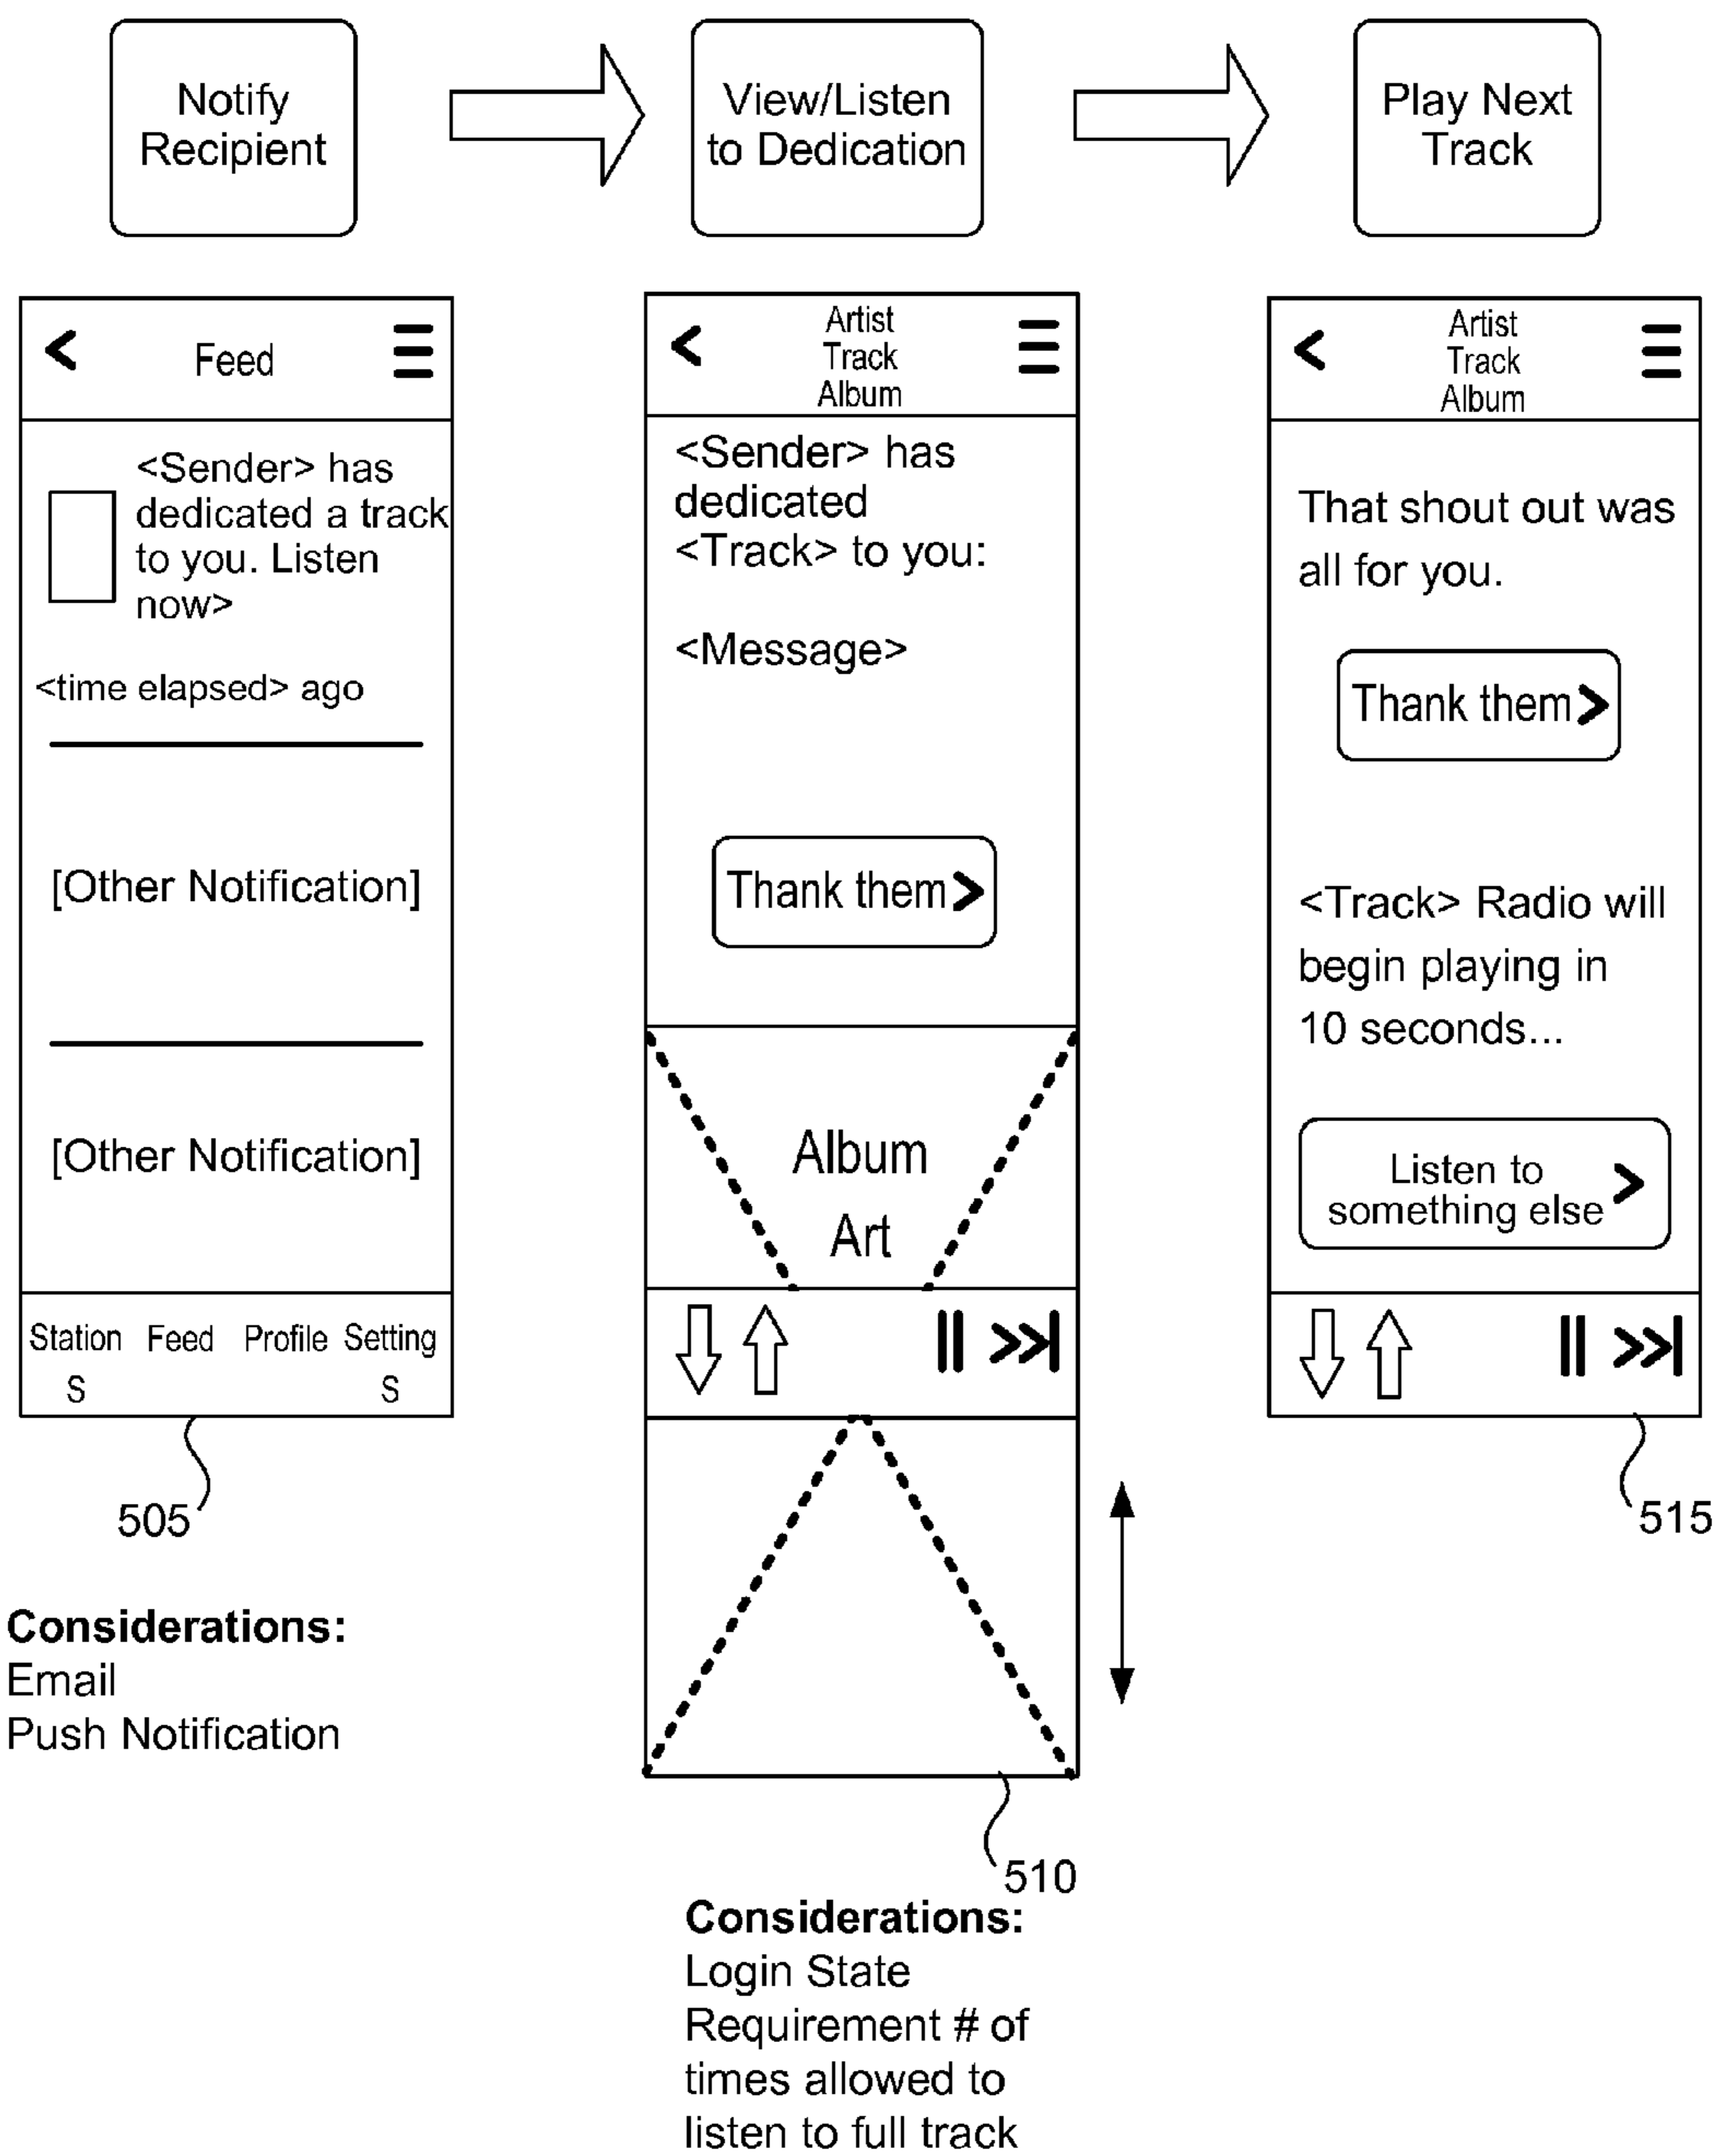 Notify
Recipient
View/Listen
to Dedication
Play Next
Track
Feed
<Sender> has
dedicated a track
to you. Listen
now>
<time elapsed> ago
[Other Notification]
[Other Notification]
Station Feed Profile Setting
s s
505
Considerations:
Email
Push Notification
Artist
Track
Album
<Sender> has
dedicated
<Track> to you:
<Message>
Thank them
Album
Art
510
Considerations:
Login State
Requirement # of
times allowed to
listen to full track
Artist
Track
Album
That shout out was
all for you.
Thank them
<Track> Radio will
begin playing in
10 seconds...
Listen to
something else
515